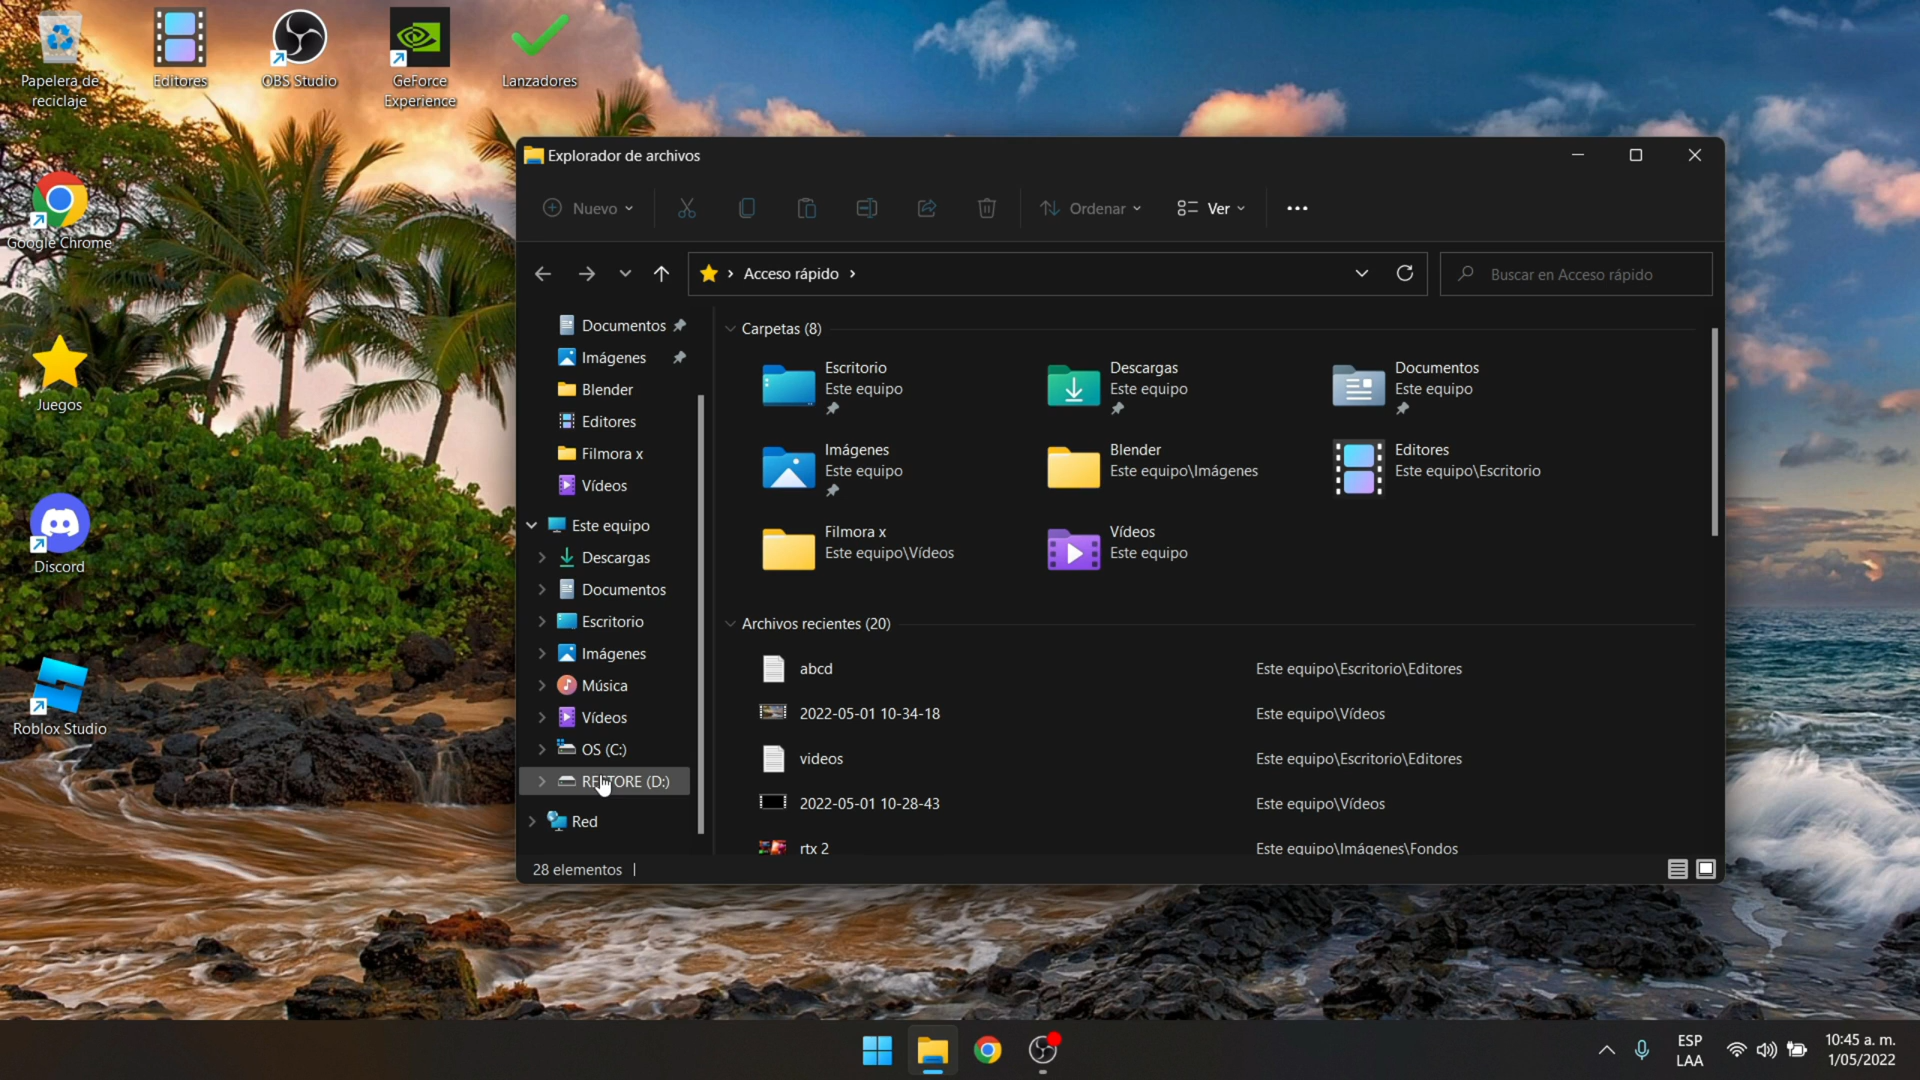 Papelera de
reciclaje
Editores
OBS Studio
GeForce
Experience
Lanzadores
Google Chrome
Juegos
Discord
Roblox Studio
Explorador de archivos
Nuevo
Ordenar
Ver
Acceso rápido
Buscar en Acceso rápido
Documentos
Imágenes
Blender
Editores
Filmora x
Vídeos
Este equipo
Descargas
Documentos
Escritorio
Imágenes
Música
Vídeos
OS (C:)
(D:)
Red
Carpetas (8)
Escritorio
Este equipo
Descargas
Este equipo
Documentos
Este equipo
Imágenes
Este equipo
Blender
Este equipo\Imágenes
Editores
Este equipo\Escritorio
Filmora x
Este equipo\Vídeos
Vídeos
Este equipo
Archivos recientes (20)
abcd Este equipo\Escritorio\Editores
2022-05-01 10-34-18 Este equipo\Vídeos
videos Este equipo\Escritorio\Editores
2022-05-01 10-28-43 Este equipo\Vídeos
rtx 2 Este equipo\Imágenes\Fondos
28 elementos
ESP
LAA
10:45 a. m.
1/05/2022